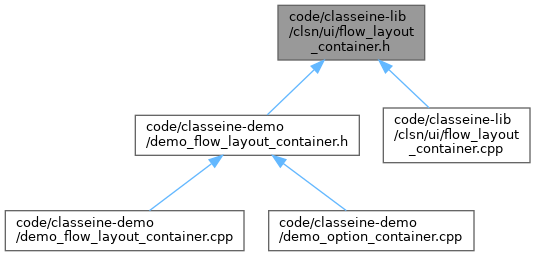 code/classeine-lib
/clsn/ui/flow_layout
_container.h
code/classeine-demo
/demo_flow_layout_container.h
code/classeine-lib
/clsn/ui/flow_layout
_container.cpp
code/classeine-demo
/demo_flow_layout_container.cpp
code/classeine-demo
/demo_option_container.cpp